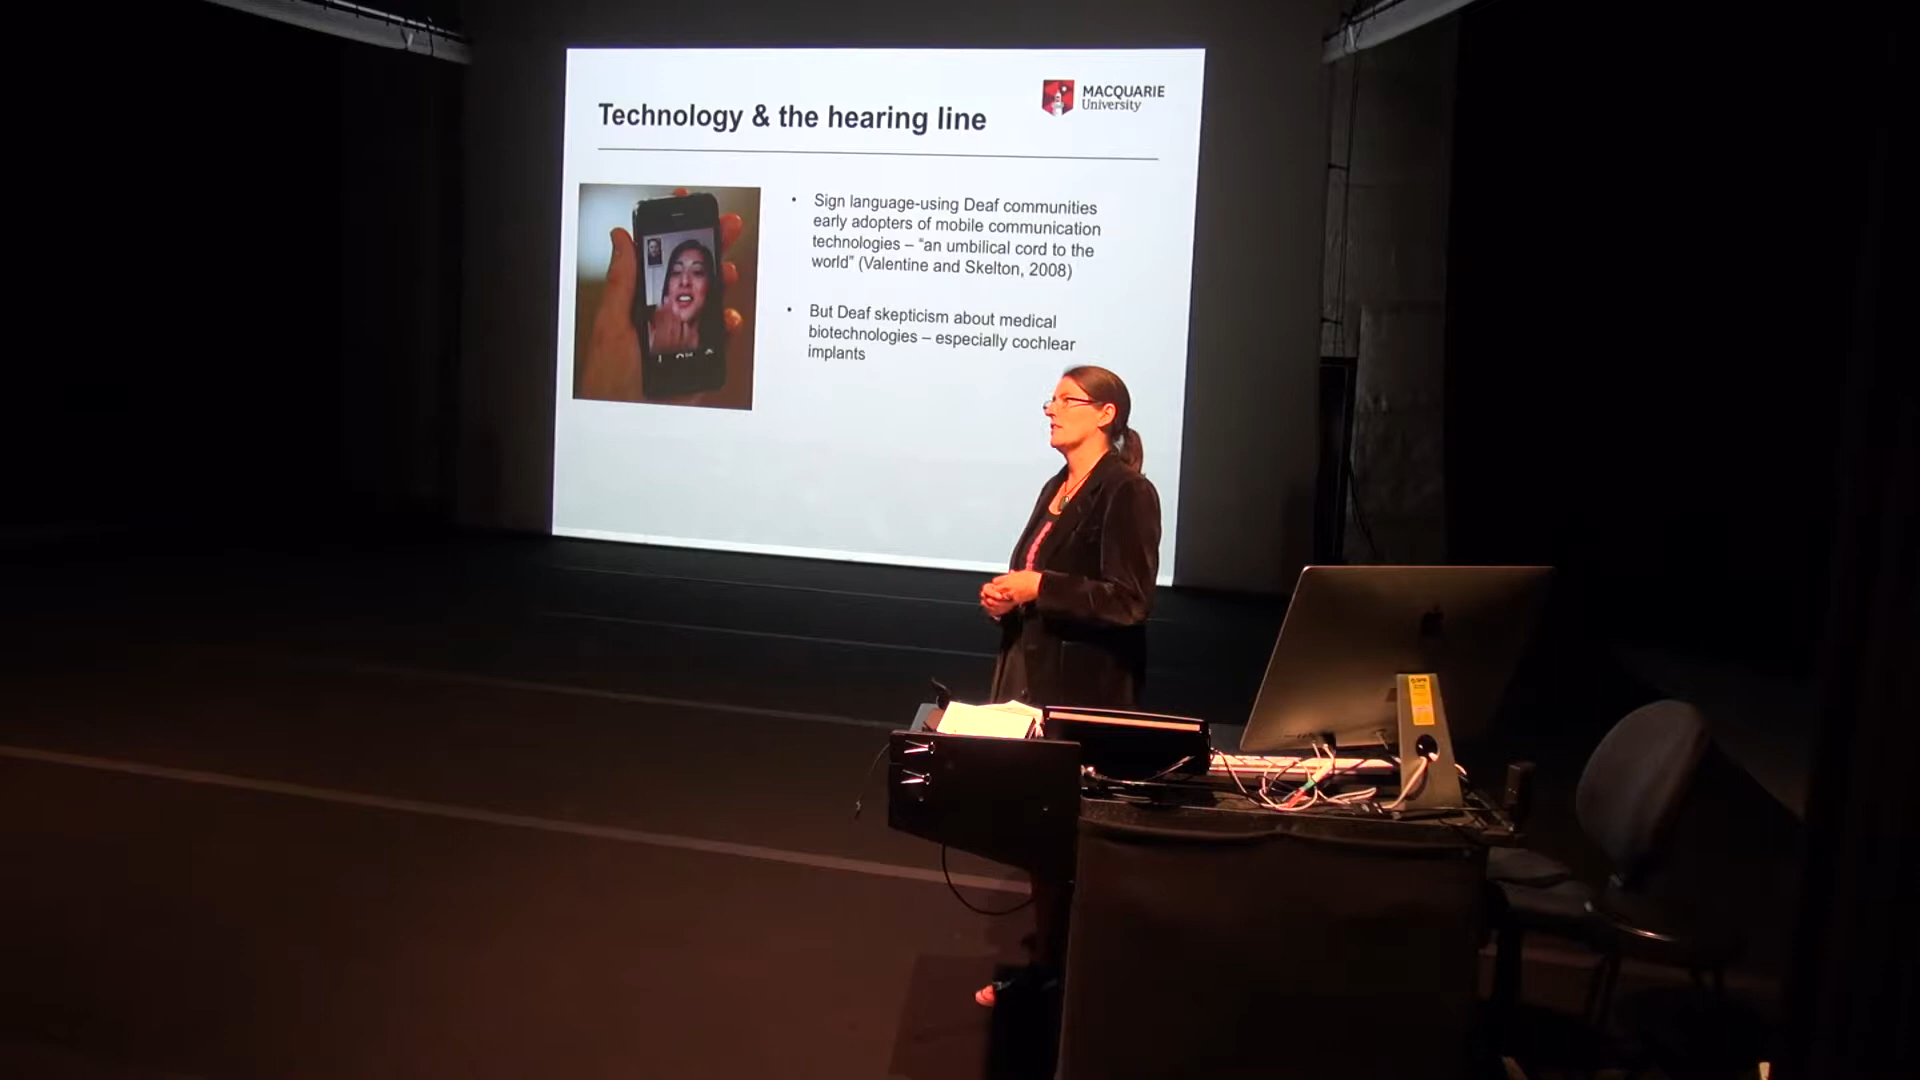 MACQUARIE
University
Technology & the hearing line
• Sign language-using Deaf communities
early adopters of mobile communication
technologies – “an umbilical cord to the
world” (Valentine and Skelton, 2008)
• But Deaf skepticism about medical
biotechnologies – especially cochlear
implants